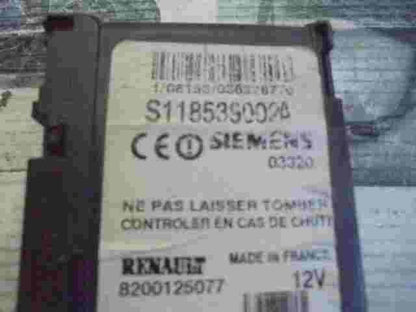 S118539002A
CE SIEMENS
03320
NE PAS LAISSER TOMBER
CONTROLER EN CAS DE CHUTE
RENAULT MADE IN FRANCE
8200125077 12V